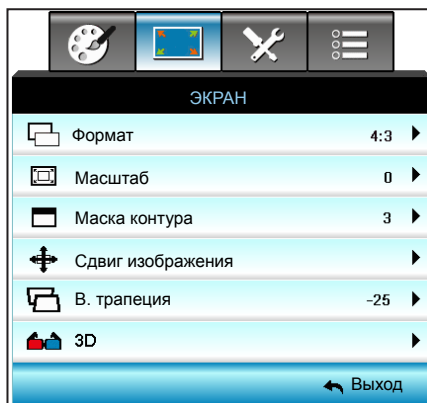 ЭКРАН
Формат 4:3
Масштаб 0
Маска контура 3
Сдвиг изображения
В. трапеция -25
3D
Выход